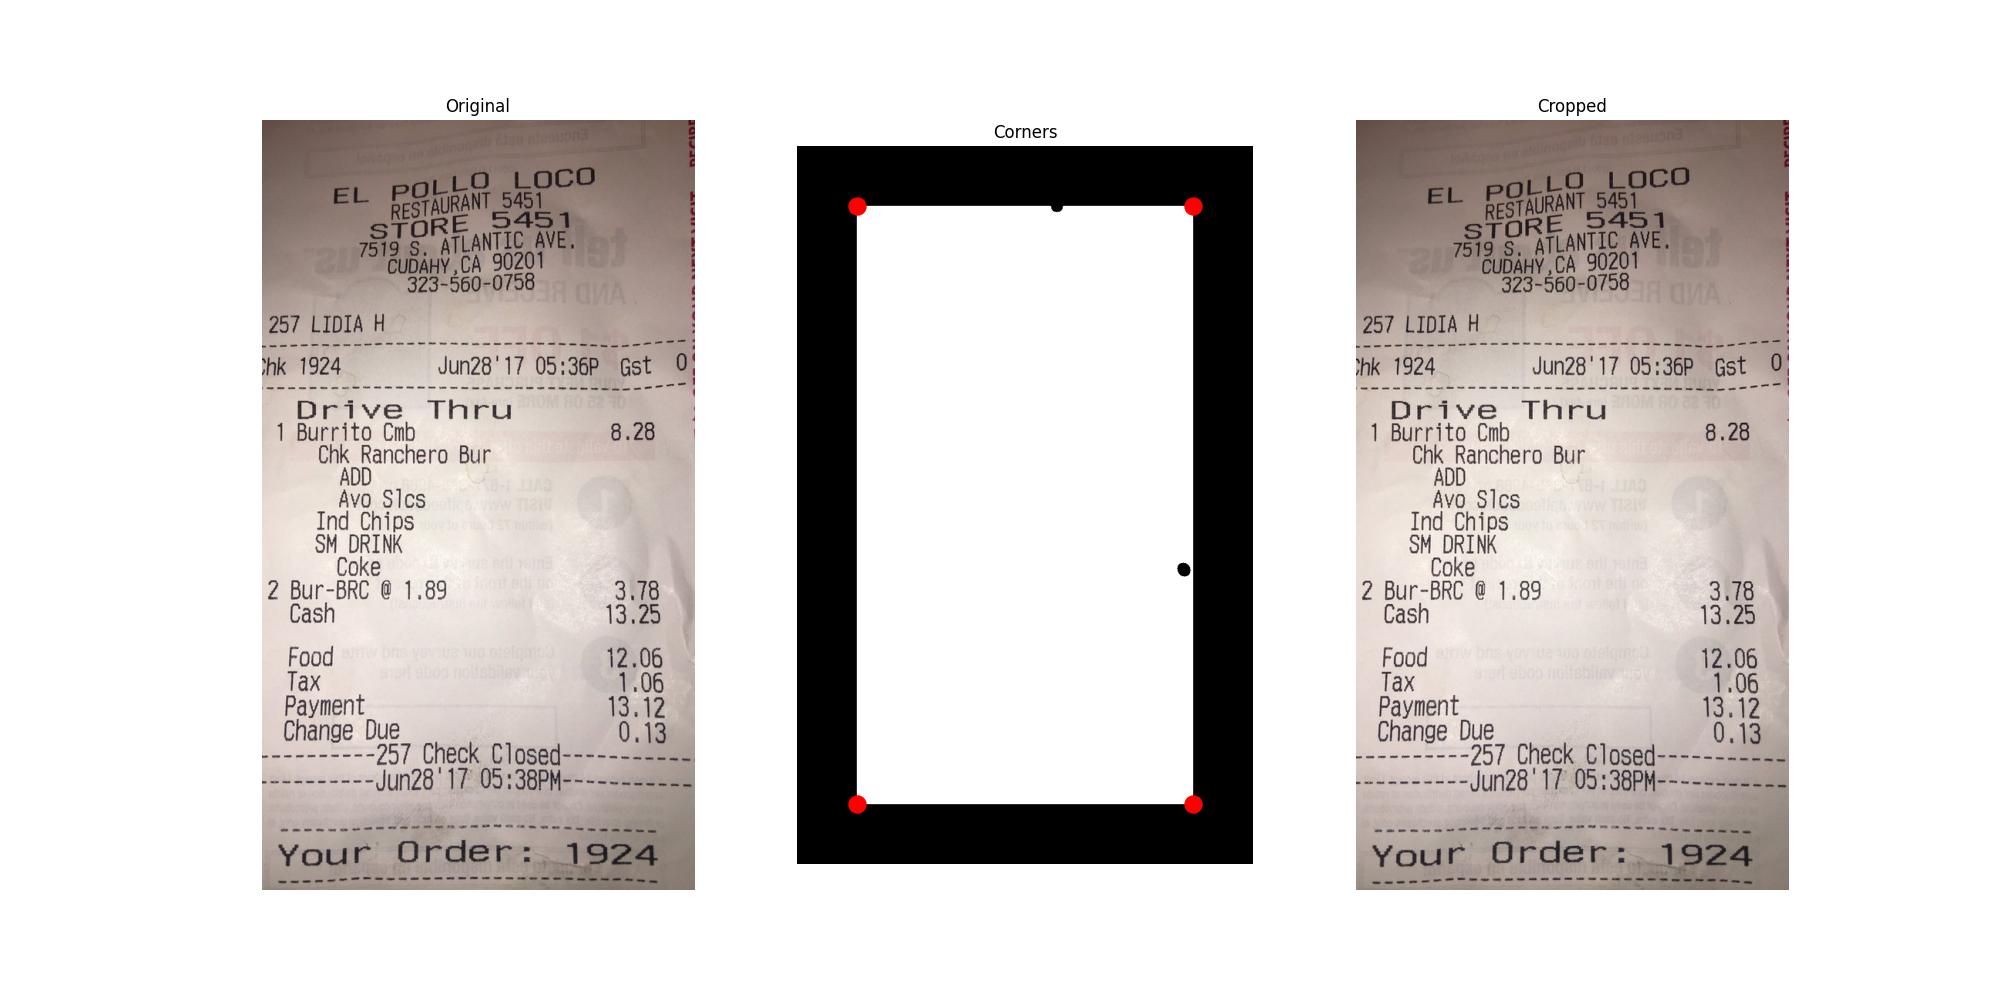 Original
EL POLLO LOCO
RESTAURANT 5451
STORE 5451
7519 S. ATLANTIC AVE.
CUDAHY,CA 90201
323-560-0758
257 LIDIA H
Chk 1924 Jun28'17 05:36P Gst 0
Drive Thru
1 Burrito Cmb 8.28
Chk Ranchero Bur
ADD
Avo Slcs
Ind Chips
SM DRINK
Coke
2 Bur-BRC @ 1.89 3.78
Cash 13.25
Food 12.06
Tax 1.06
Payment 13.12
Change Due 0.13
---------257 Check Closed----------
---------Jun28'17 05:38PM----------
Your Order: 1924
Corners
Cropped
EL POLLO LOCO
RESTAURANT 5451
STORE 5451
7519 S. ATLANTIC AVE.
CUDAHY,CA 90201
323-560-0758
257 LIDIA H
Chk 1924 Jun28'17 05:36P Gst 0
Drive Thru
1 Burrito Cmb 8.28
Chk Ranchero Bur
ADD
Avo Slcs
Ind Chips
SM DRINK
Coke
2 Bur-BRC @ 1.89 3.78
Cash 13.25
Food 12.06
Tax 1.06
Payment 13.12
Change Due 0.13
---------257 Check Closed----------
---------Jun28'17 05:38PM----------
Your Order: 1924